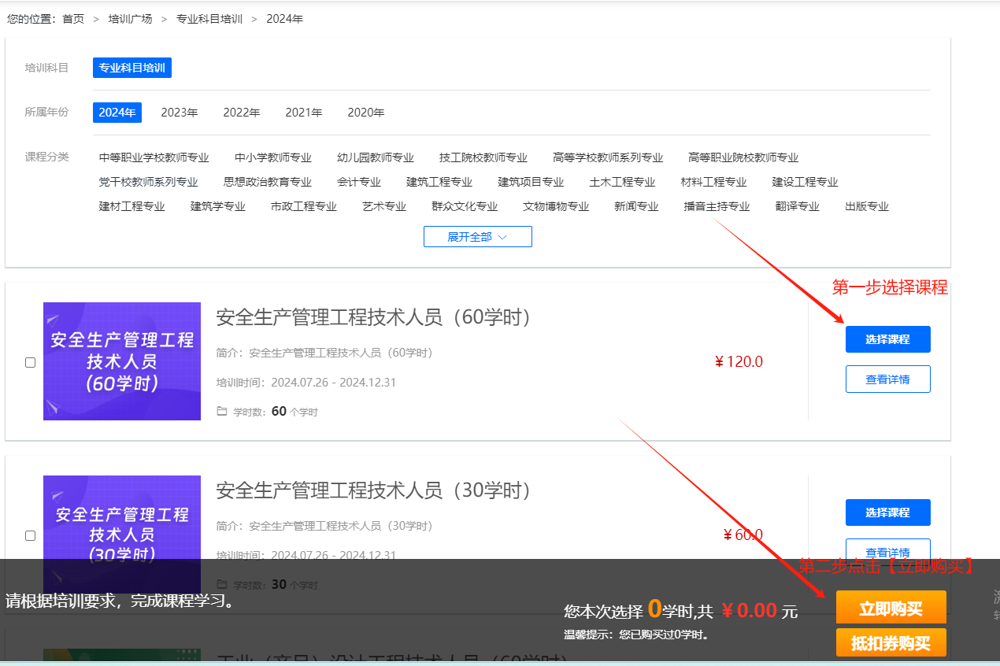 您的位置：首页 > 培训广场 > 专业科目培训 > 2024年
培训科目 专业科目培训
所属年份 2024年 2023年 2022年 2021年 2020年
课程分类 中等职业学校教师专业 中小学教师专业 幼儿园教师专业 技工院校教师专业 高等学校教师系列专业 高等职业院校教师专业
党干校教师系列专业 思想政治教育专业 会计专业 建筑工程专业 建筑项目专业 土木工程专业 材料工程专业 建设工程专业
建材工程专业 建筑学专业 市政工程专业 艺术专业 群众文化专业 文物博物专业 新闻专业 播音主持专业 翻译专业 出版专业
展开全部
第一步选择课程
安全生产管理工程
技术人员
(60学时)
安全生产管理工程技术人员（60学时）
简介：安全生产管理工程技术人员（60学时）
培训时间：2024.07.26 - 2024.12.31
学时数：60 个学时
¥ 120.0
选择课程
查看详情
安全生产管理工程
技术人员
(30学时)
安全生产管理工程技术人员（30学时）
简介：安全生产管理工程技术人员（30学时）
培训时间：2024.07.26 - 2024.12.31
学时数：30 个学时
¥ 60.0
选择课程
查看详情
第二步点击【立即购买】
请根据培训要求，完成课程学习。
您本次选择 0学时,共 ¥ 0.00 元
温馨提示：您已购买过0学时。
立即购买
抵扣券购买
工业（产品）设计工程技术人员（60学时）